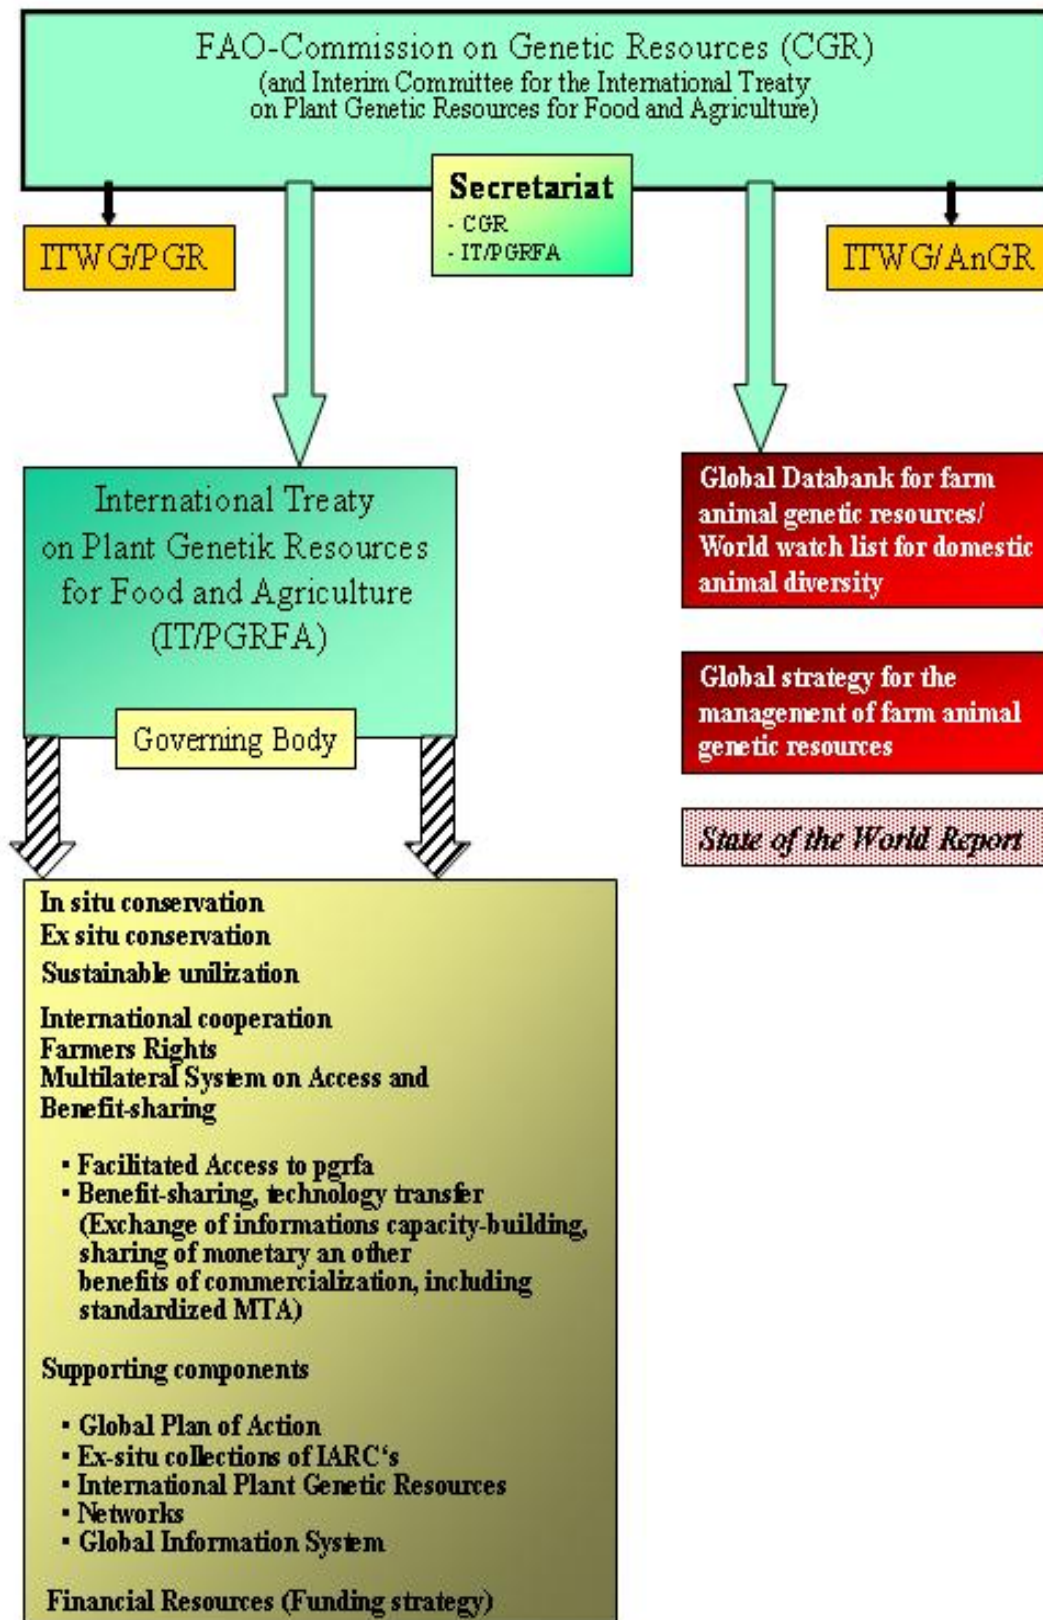 FAO-Commission on Genetic Resources (CGR)
(and Interim Committee for the International Treaty
on Plant Genetic Resources for Food and Agriculture)
Secretariat
- CGR
- IT/PGRFA
ITWG/PGR
ITWG/AnGR
International Treaty
on Plant Genetik Resources
for Food and Agriculture
(IT/PGRFA)
Governing Body
Global Databank for farm
animal genetic resources/
World watch list for domestic
animal diversity
Global strategy for the
management of farm animal
genetic resources
State of the World Report
In situ conservation
Ex situ conservation
Sustainable unilization
International cooperation
Farmers Rights
Multilateral System on Access and
Benefit-sharing
▪ Facilitated Access to pgrfa
▪ Benefit-sharing, technology transfer
(Exchange of informations capacity-building,
sharing of monetary an other
benefits of commercialization, including
standardized MTA)
Supporting components
▪ Global Plan of Action
▪ Ex-situ collections of IARC‘s
▪ International Plant Genetic Resources
▪ Networks
▪ Global Information System
Financial Resources (Funding strategy)